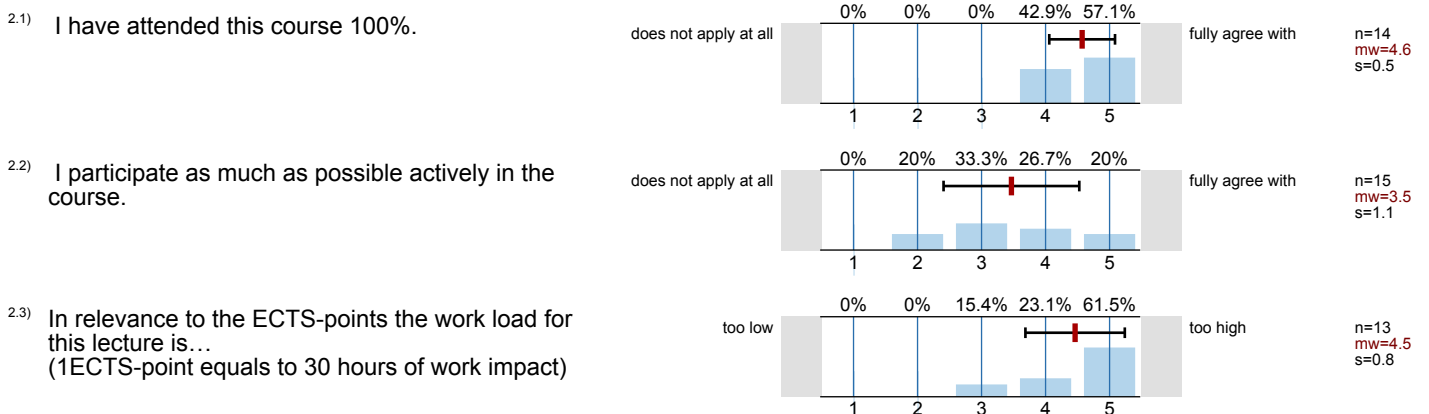 2.1) I have attended this course 100%.
0% 0% 0% 42.9% 57.1%
does not apply at all
fully agree with
n=14
mw=4.6
s=0.5
1 2 3 4 5
2.2) I participate as much as possible actively in the
course.
0% 20% 33.3% 26.7% 20%
does not apply at all
fully agree with
n=15
mw=3.5
s=1.1
1 2 3 4 5
2.3) In relevance to the ECTS-points the work load for
this lecture is…
(1ECTS-point equals to 30 hours of work impact)
0% 0% 15.4% 23.1% 61.5%
too low
too high
n=13
mw=4.5
s=0.8
1 2 3 4 5